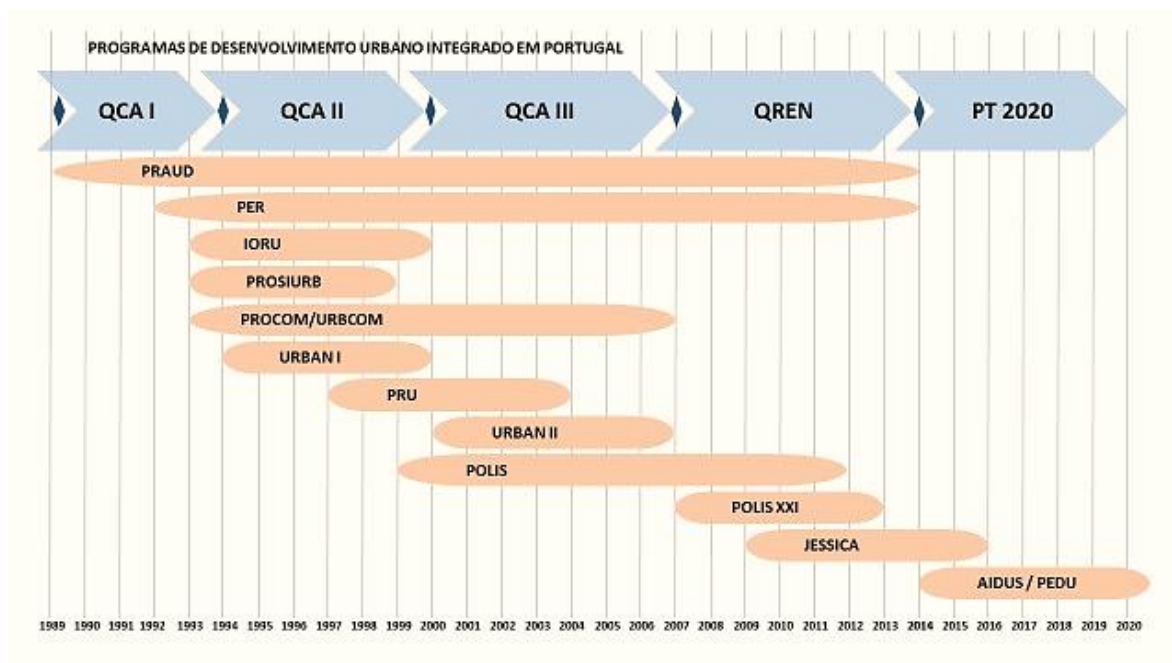 PROGRAMAS DE DESENVOLVIMENTO URBANO INTEGRADO EM PORTUGAL
QCA I QCA II QCA III QREN PT 2020
PRAUD
PER
IORU
PROSIURB
PROCOM/URBCOM
URBAN I
PRU
URBAN II
POLIS
POLIS XXI
JESSICA
AIDUS / PEDU
1989 1990 1991 1992 1993 1994 1995 1996 1997 1998 1999 2000 2001 2002 2003 2004 2005 2006 2007 2008 2009 2010 2011 2012 2013 2014 2015 2016 2017 2018 2019 2020